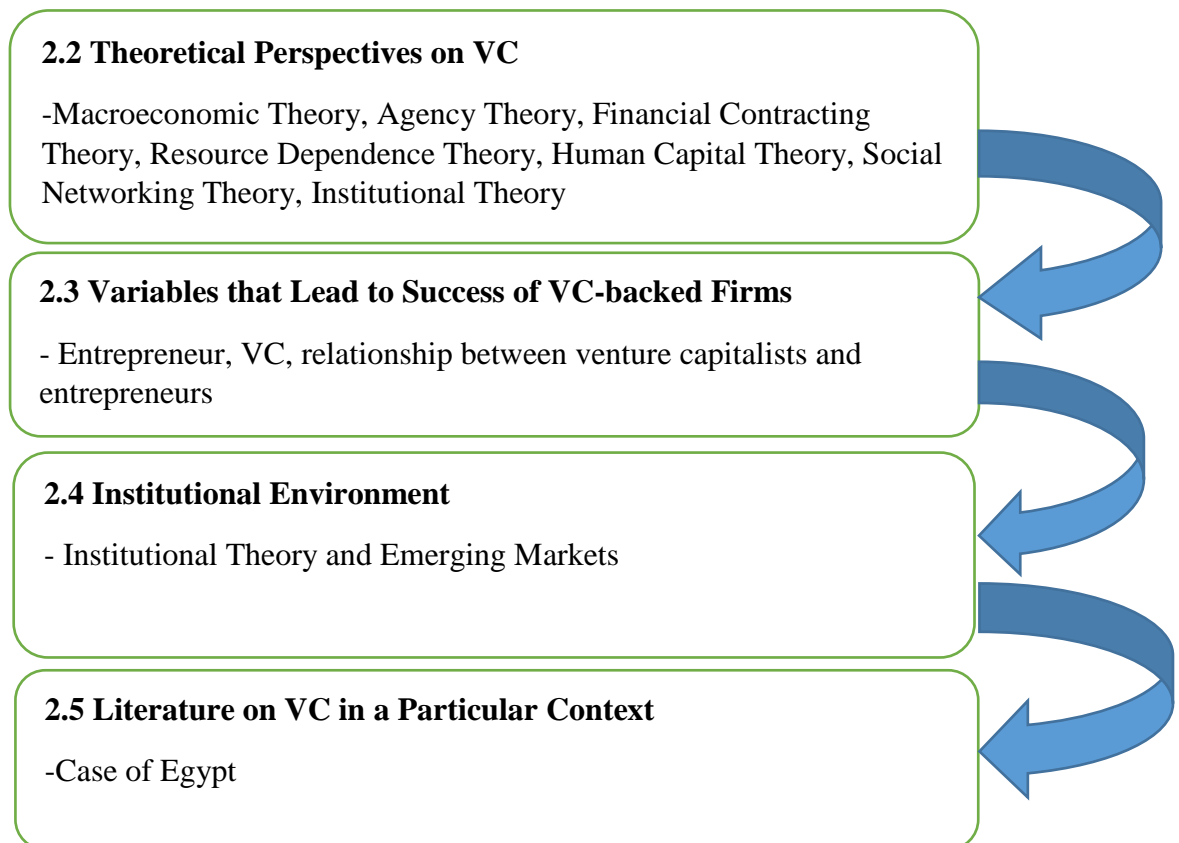 2.2 Theoretical Perspectives on VC
-Macroeconomic Theory, Agency Theory, Financial Contracting
Theory, Resource Dependence Theory, Human Capital Theory, Social
Networking Theory, Institutional Theory
2.3 Variables that Lead to Success of VC-backed Firms
- Entrepreneur, VC, relationship between venture capitalists and
entrepreneurs
2.4 Institutional Environment
- Institutional Theory and Emerging Markets
2.5 Literature on VC in a Particular Context
-Case of Egypt